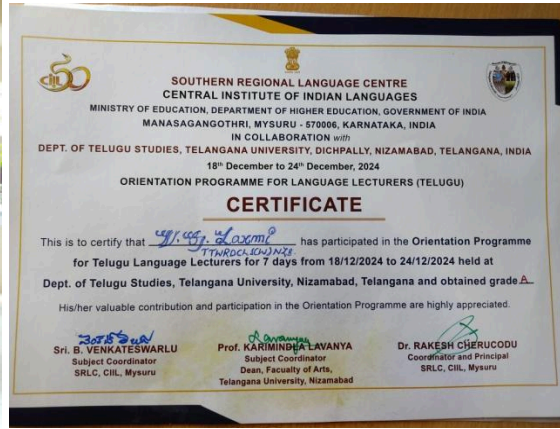 SOUTHERN REGIONAL LANGUAGE CENTRE
CENTRAL INSTITUTE OF INDIAN LANGUAGES
MINISTRY OF EDUCATION, DEPARTMENT OF HIGHER EDUCATION, GOVERNMENT OF INDIA
MANASAGANGOTHRI, MYSURU - 570006, KARNATAKA, INDIA
IN COLLABORATION with
DEPT. OF TELUGU STUDIES, TELANGANA UNIVERSITY, DICHPALLY, NIZAMABAD, TELANGANA, INDIA
18th December to 24th December, 2024
ORIENTATION PROGRAMME FOR LANGUAGE LECTURERS (TELUGU)
CERTIFICATE
This is to certify that Laxmi has participated in the Orientation Programme
for Telugu Language Lecturers for 7 days from 18/12/2024 to 24/12/2024 held at
Dept. of Telugu Studies, Telangana University, Nizamabad, Telangana and obtained grade A
His/her valuable contribution and participation in the Orientation Programme are highly appreciated.
Lavanya
Sri. B. VENKATESWARLU Prof. KARIMINDLA LAVANYA Dr. RAKESH CHERUCODU
Subject Coordinator Subject Coordinator Coordinator and Principal
SRLC, CIIL, Mysuru Dean, Facualty of Arts, SRLC, CIIL, Mysuru
Telangana University, Nizamabad